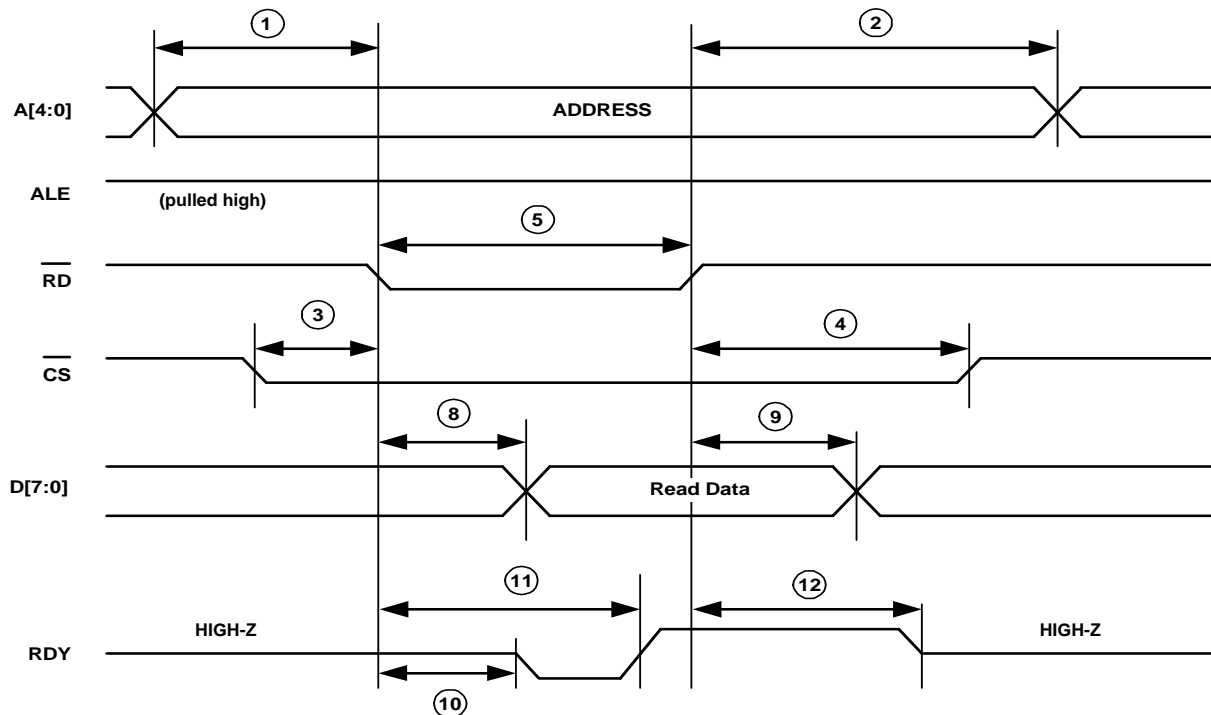 1
2
A[4:0]
ADDRESS
ALE
(pulled high)
5
RD
3
4
CS
8
9
D[7:0]
Read Data
11
12
HIGH-Z
HIGH-Z
RDY
10